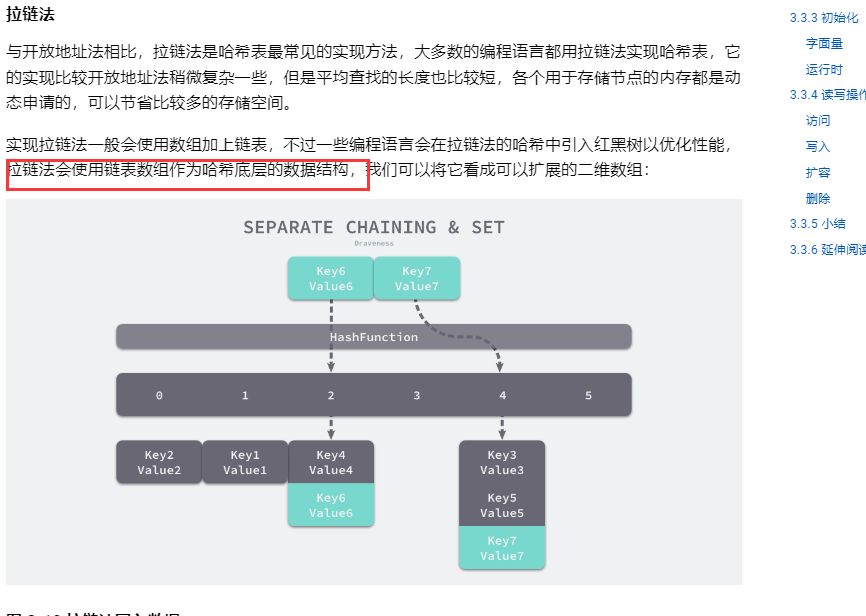 拉链法
与开放地址法相比，拉链法是哈希表最常见的实现方法，大多数的编程语言都用拉链法实现哈希表，它
的实现比较开放地址法稍微复杂一些，但是平均查找的长度也比较短，各个用于存储节点的内存都是动
态申请的，可以节省比较多的存储空间。
实现拉链法一般会使用数组加上链表，不过一些编程语言会在拉链法的哈希中引入红黑树以优化性能，
拉链法会使用链表数组作为哈希底层的数据结构，我们可以将它看成可以扩展的二维数组：
SEPARATE CHAINING & SET
Draveness
Key6 Key7
Value6 Value7
HashFunction
0 1 2 3 4 5
Key2 Key1 Key4 Key3
Value2 Value1 Value4 Value3
Key6 Key5
Value6 Value5
Key7
Value7
3.3.3 初始化
字面量
运行时
3.3.4 读写操作
访问
写入
扩容
删除
3.3.5 小结
3.3.6 延伸阅读